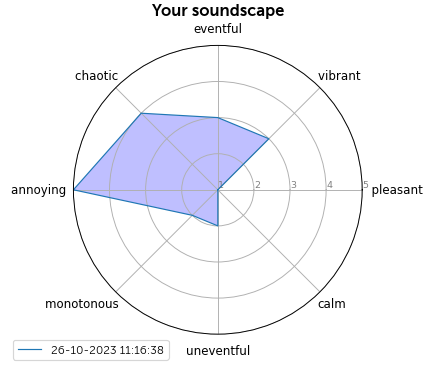 Your soundscape
eventful
chaotic
vibrant
annoying
1
2
3
4
5
pleasant
monotonous
calm
uneventful
26-10-2023 11:16:38